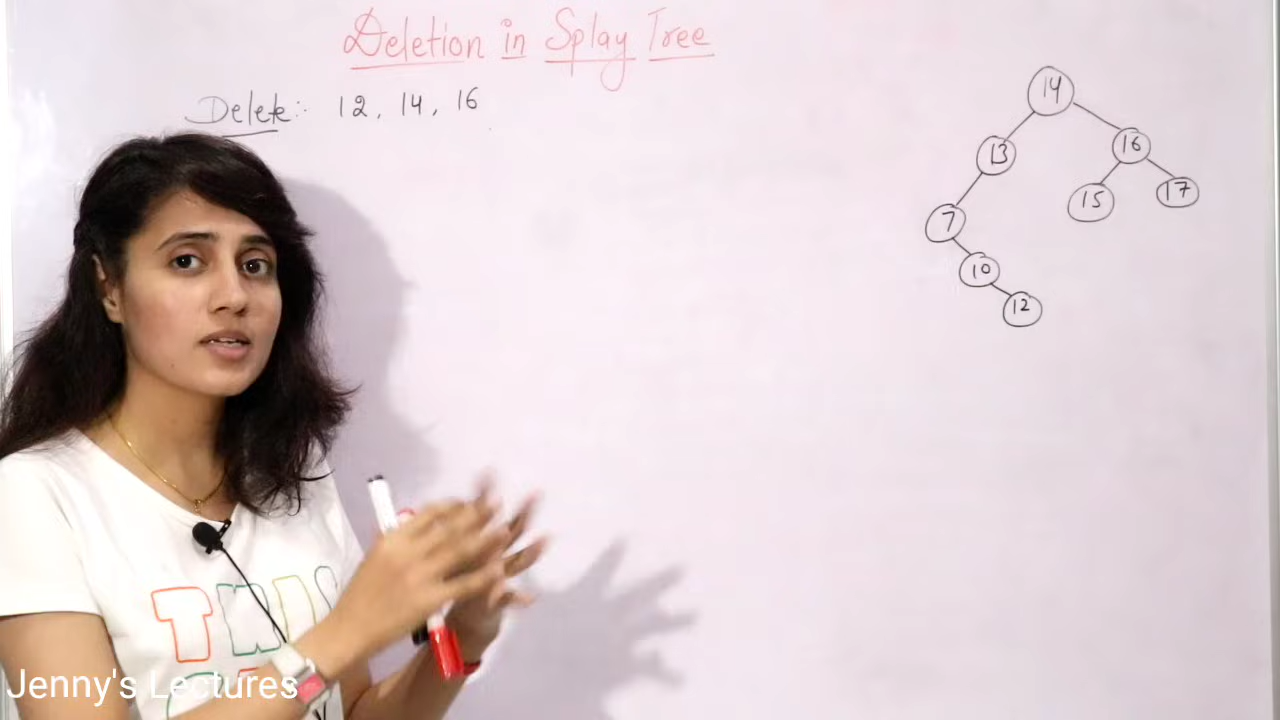 Deletion in Splay Tree
Delete:- 12, 14, 16
14
13
16
15
17
7
10
12
THIS
Jenny's Lectures